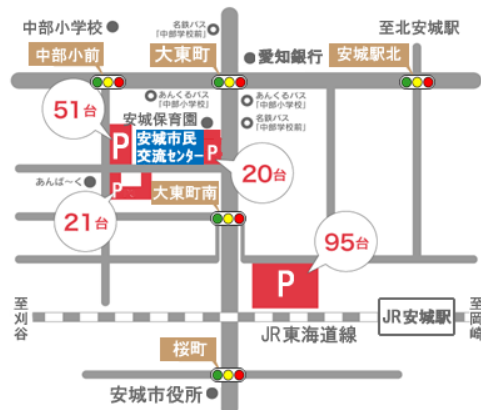 中部小学校
名鉄バス
「中部学校前」
至北安城駅
中部小前
大東町
愛知銀行
安城駅北
51台
あんくるバス
「中部小学校」
あんくるバス
「中部小学校」
名鉄バス
「中部学校前」
安城保育園
P
安城市民
交流センター
P
20台
あんぱ~く
P
大東町南
21台
95台
P
至刈谷
JR安城駅
至岡崎
JR東海道線
桜町
安城市役所